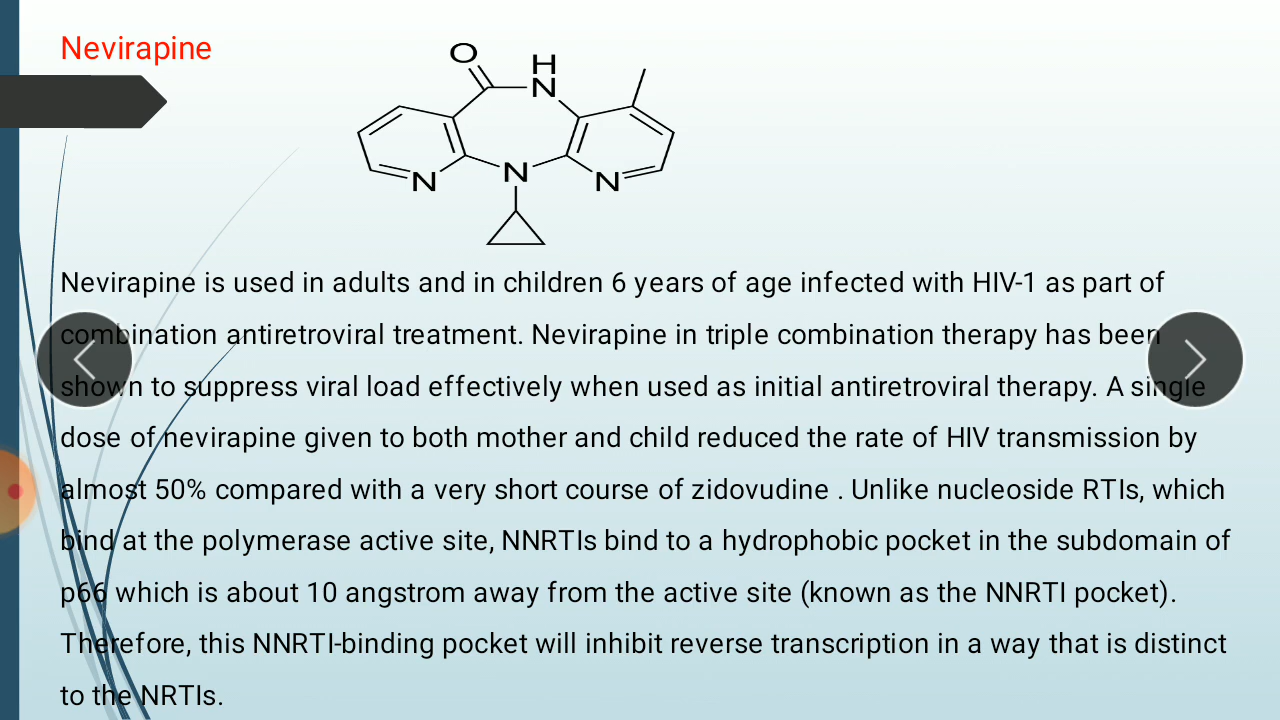 Nevirapine
O
H
N
N
N
N
Nevirapine is used in adults and in children 6 years of age infected with HIV-1 as part of
combination antiretroviral treatment. Nevirapine in triple combination therapy has been
shown to suppress viral load effectively when used as initial antiretroviral therapy. A single
dose of nevirapine given to both mother and child reduced the rate of HIV transmission by
almost 50% compared with a very short course of zidovudine . Unlike nucleoside RTIs, which
bind at the polymerase active site, NNRTIs bind to a hydrophobic pocket in the subdomain of
p66 which is about 10 angstrom away from the active site (known as the NNRTI pocket).
Therefore, this NNRTI-binding pocket will inhibit reverse transcription in a way that is distinct
to the NRTIs.